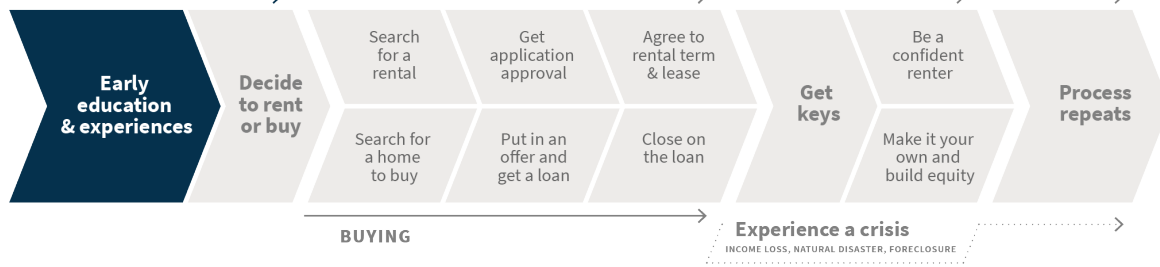 Early
education
& experiences
Decide
to rent
or buy
Search
for a
rental
Get
application
approval
Agree to
rental term
& lease
Search for
a home
to buy
Put in an
offer and
get a loan
Close on
the loan
Get
keys
Be a
confident
renter
Make it your
own and
build equity
Process
repeats
BUYING
Experience a crisis
INCOME LOSS, NATURAL DISASTER, FORECLOSURE